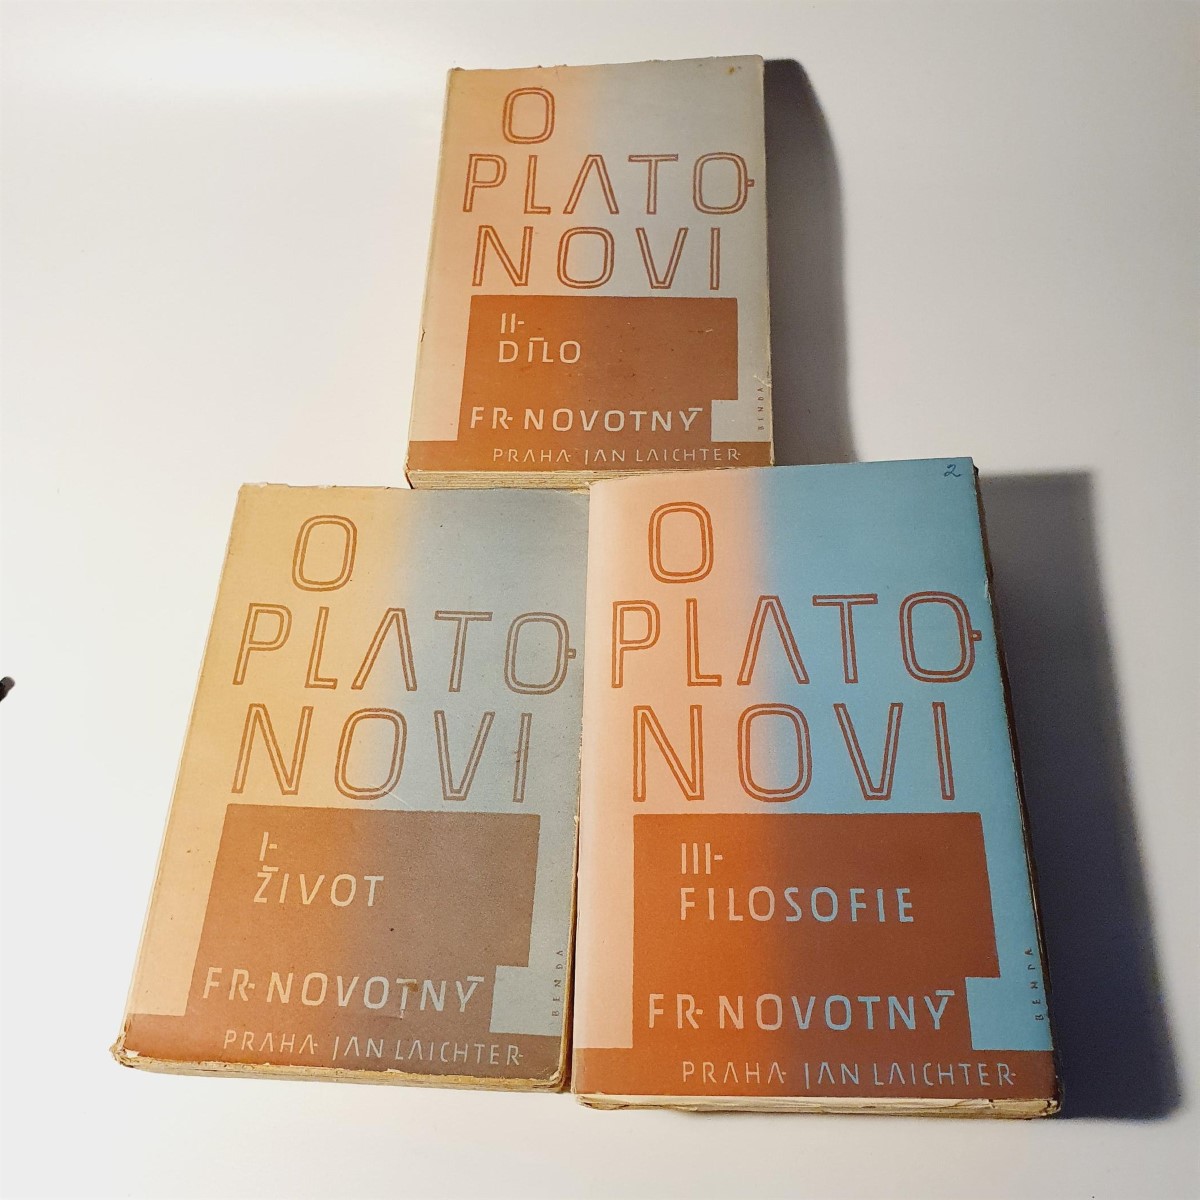 O
PLATO-
NOVI
II-
DÍLO
FR. NOVOTNÝ
PRAHA. JAN LAICHTER.
BENDA
O
PLATO-
NOVI
I-
ŽIVOT
FR. NOVOTNÝ
PRAHA. JAN LAICHTER.
BENDA
2
O
PLATO-
NOVI
III-
FILOSOFIE
FR. NOVOTNÝ
PRAHA. JAN LAICHTER.
BENDA